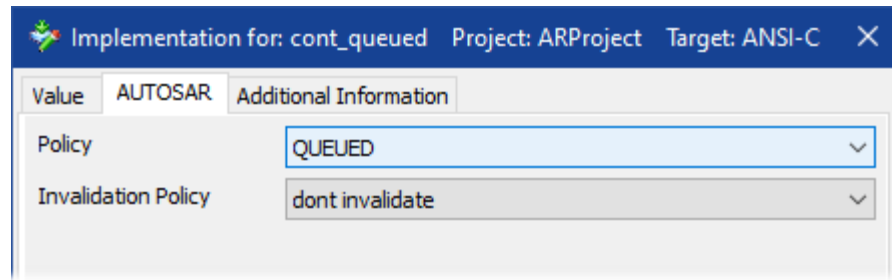 Implementation for: cont_queued Project: ARProject Target: ANSI-C
Value AUTOSAR Additional Information
Policy QUEUED
Invalidation Policy dont invalidate